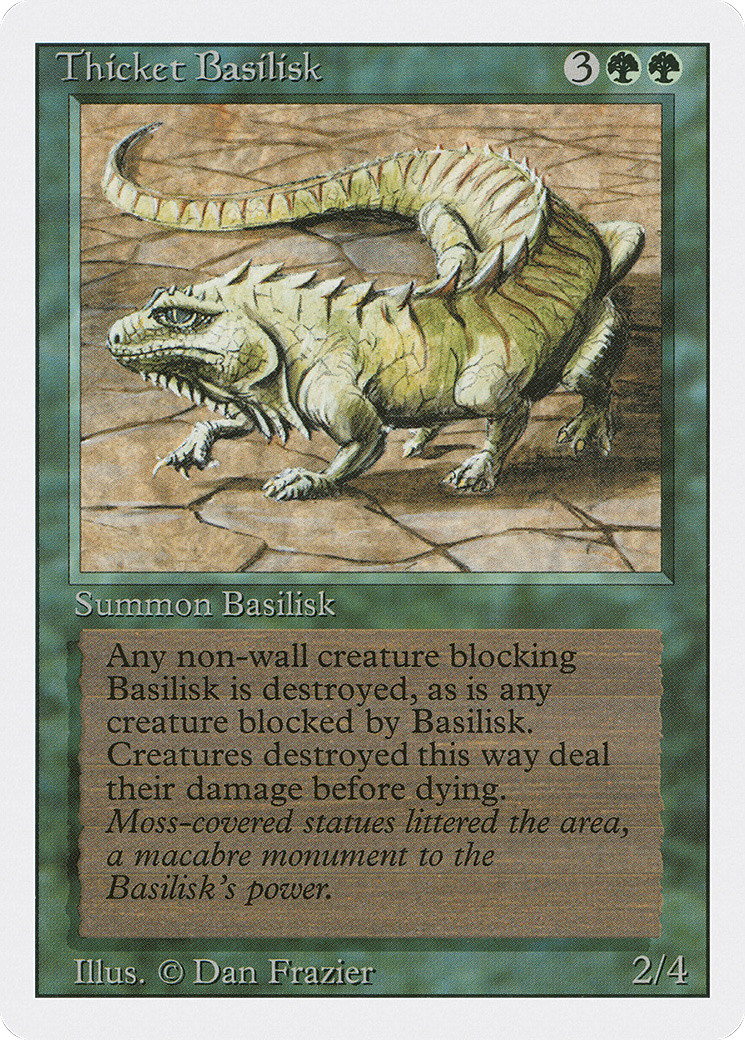 Thicket Basilisk 3
Summon Basilisk
Any non-wall creature blocking
Basilisk is destroyed, as is any
creature blocked by Basilisk.
Creatures destroyed this way deal
their damage before dying.
Moss-covered statues littered the area,
a macabre monument to the
Basilisk's power.
Illus. © Dan Frazier 2/4